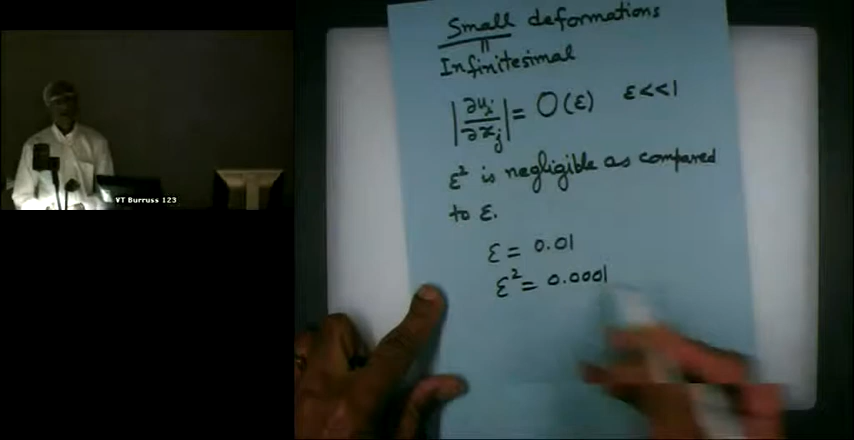 Small deformations
Infinitesimal
|∂u_i/∂x_j| = O(ε) ε<<1
ε² is negligible as compared
to ε.
ε = 0.01
ε² = 0.0001
VT Burruss 123